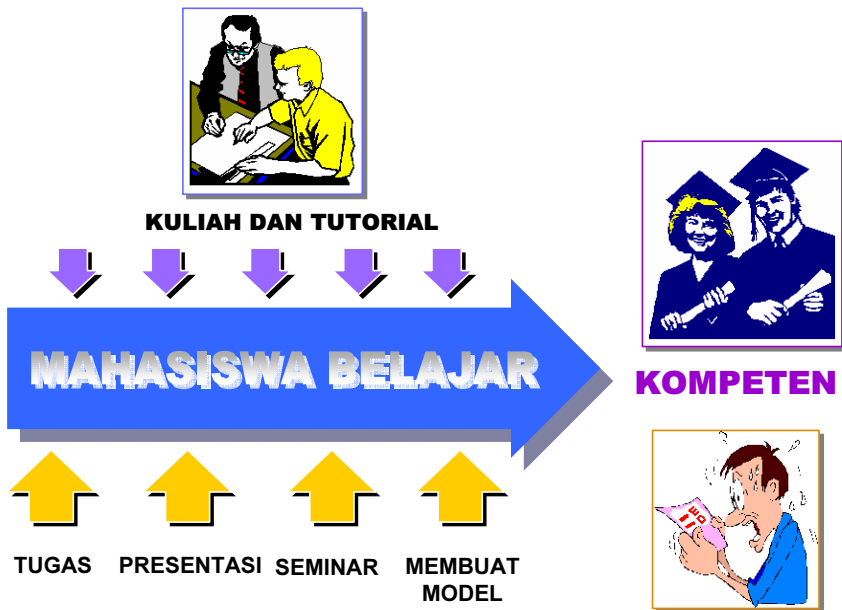 KULIAH DAN TUTORIAL
MAHASISWA BELAJAR
KOMPETEN
TUGAS
PRESENTASI
SEMINAR
MEMBUAT
MODEL